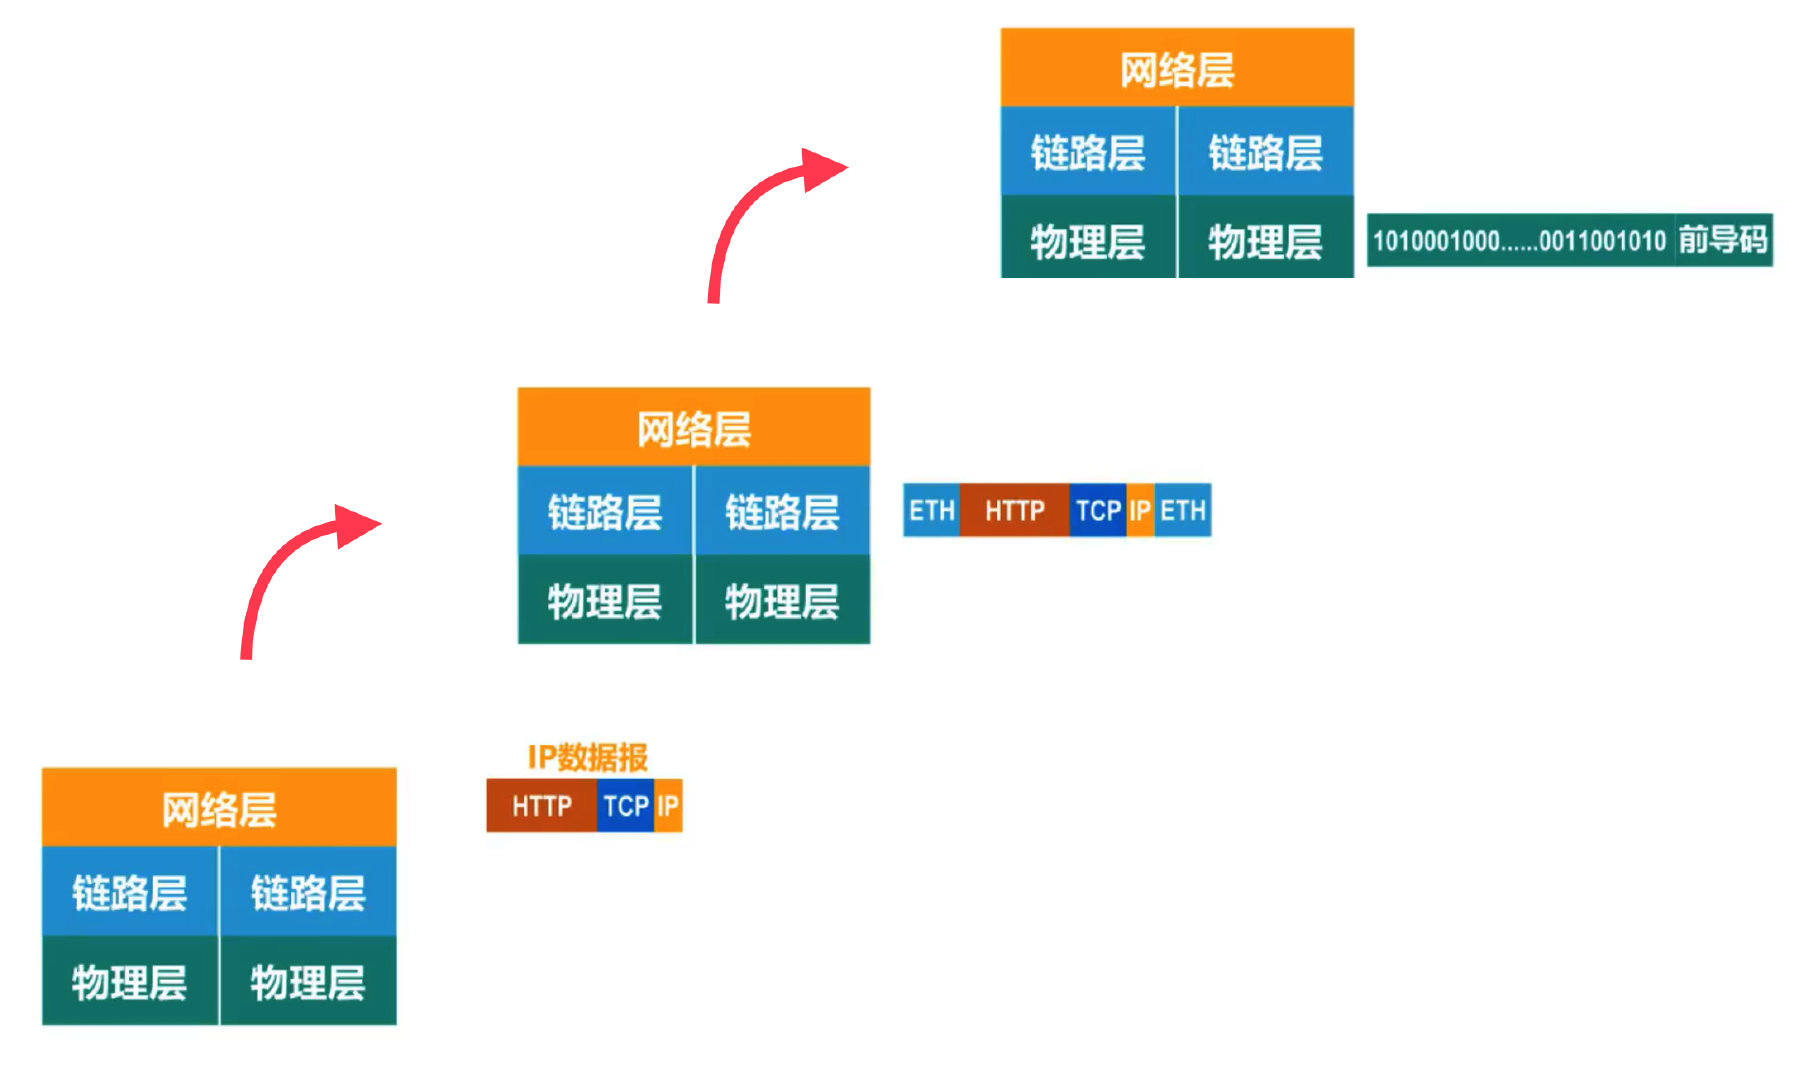 网络层
链路层 链路层
物理层 物理层
1010001000......0011001010 前导码
网络层
链路层 链路层
ETH HTTP TCP IP ETH
物理层 物理层
IP数据报
HTTP TCP IP
网络层
链路层 链路层
物理层 物理层